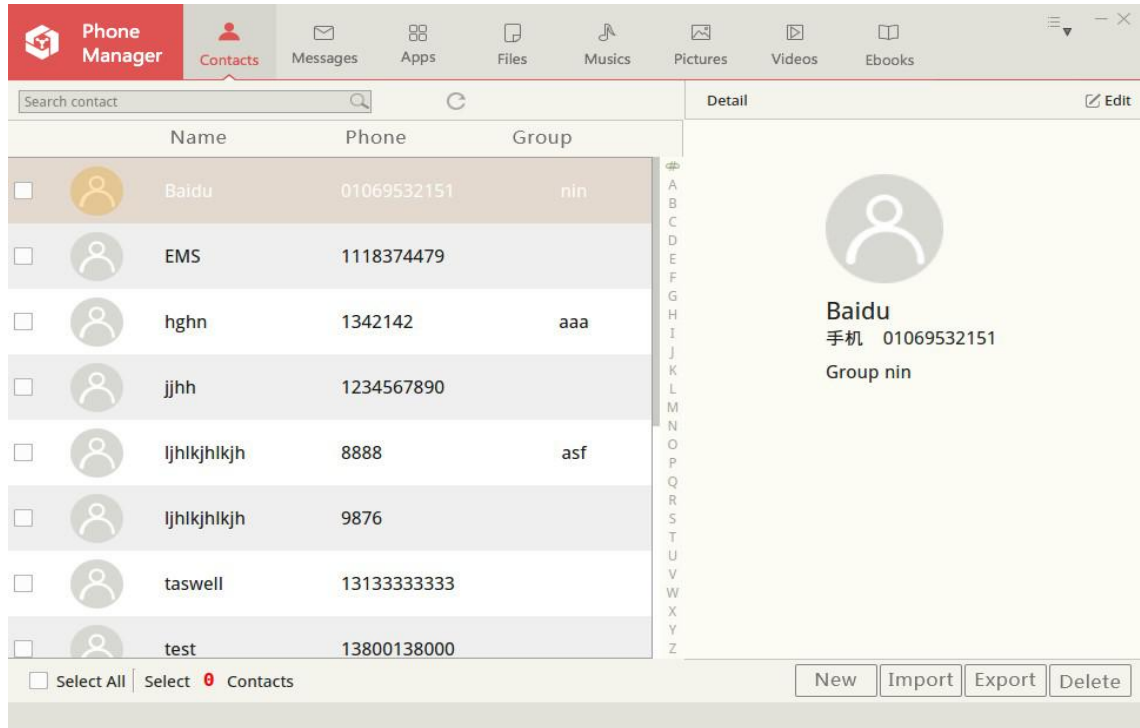 Phone
Manager
Contacts
Messages
Apps
Files
Musics
Pictures
Videos
Ebooks
Search contact
Detail
Edit
Name Phone Group
Baidu 01069532151 nin
EMS 1118374479
hghn 1342142 aaa
jjhh 1234567890
ljhlkjhlkjh 8888 asf
ljhlkjhlkjh 9876
taswell 13133333333
test 13800138000
#
A
B
C
D
E
F
G
H
I
J
K
L
M
N
O
P
Q
R
S
T
U
V
W
X
Y
Z
Baidu
手机 01069532151
Group nin
Select All Select 0 Contacts
New Import Export Delete